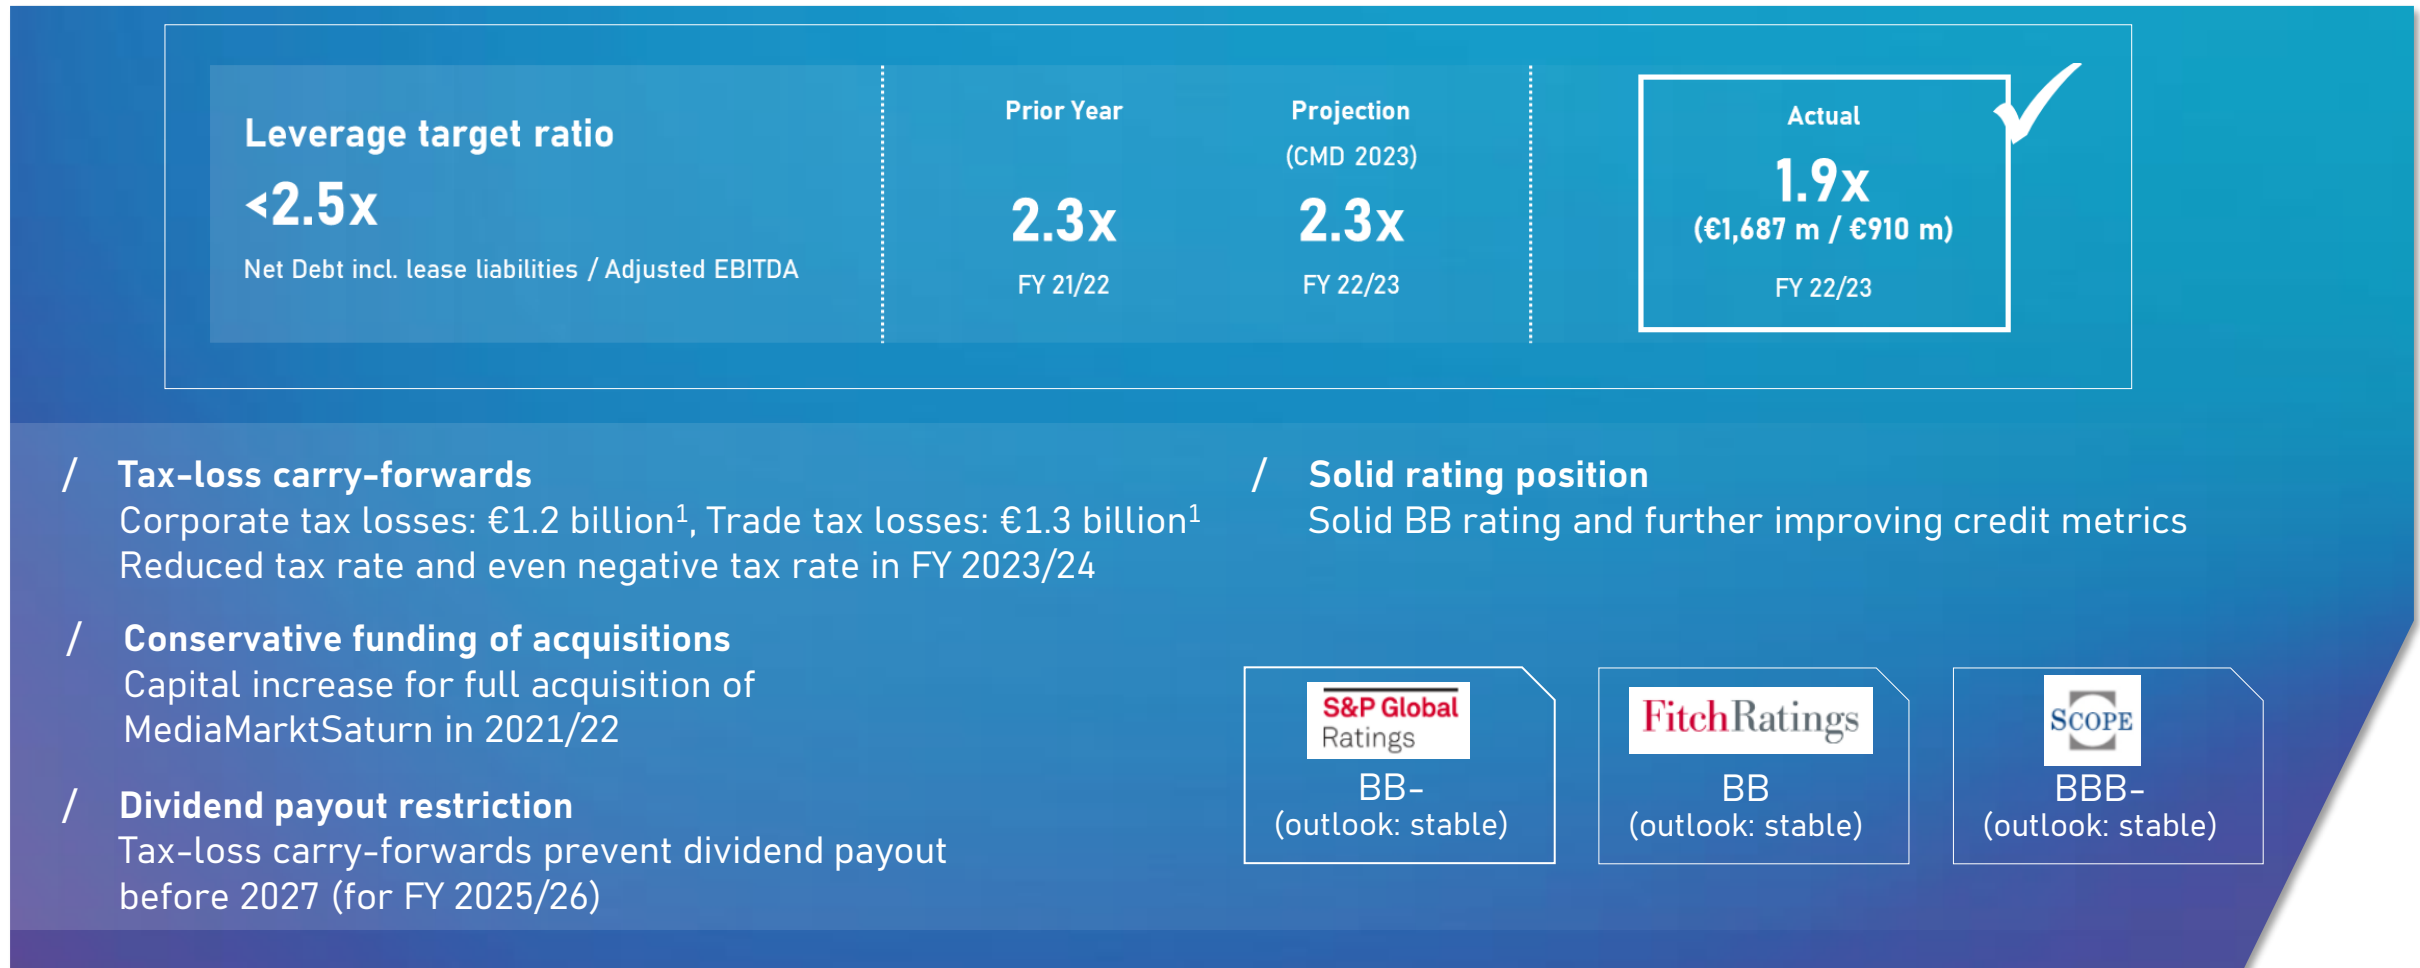 Leverage target ratio
<2.5x
Net Debt incl. lease liabilities / Adjusted EBITDA
Prior Year
2.3x
FY 21/22
Projection
(CMD 2023)
2.3x
FY 22/23
Actual
1.9x
(€1,687 m / €910 m)
FY 22/23
/ Tax-loss carry-forwards
Corporate tax losses: €1.2 billion¹, Trade tax losses: €1.3 billion¹
Reduced tax rate and even negative tax rate in FY 2023/24
/ Conservative funding of acquisitions
Capital increase for full acquisition of
MediaMarktSaturn in 2021/22
/ Dividend payout restriction
Tax-loss carry-forwards prevent dividend payout
before 2027 (for FY 2025/26)
/ Solid rating position
Solid BB rating and further improving credit metrics
S&P Global
Ratings
BB-
(outlook: stable)
FitchRatings
BB
(outlook: stable)
SCOPE
BBB-
(outlook: stable)